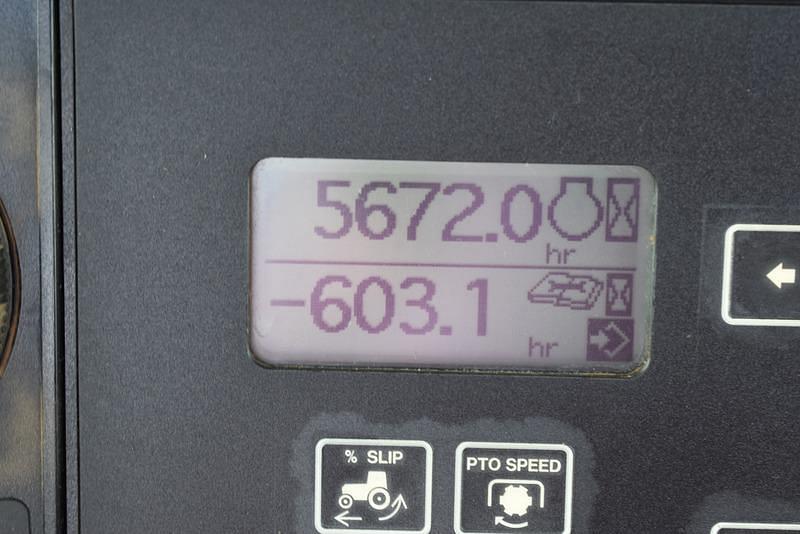 5672.0
hr
-603.1
hr
% SLIP
PTO SPEED